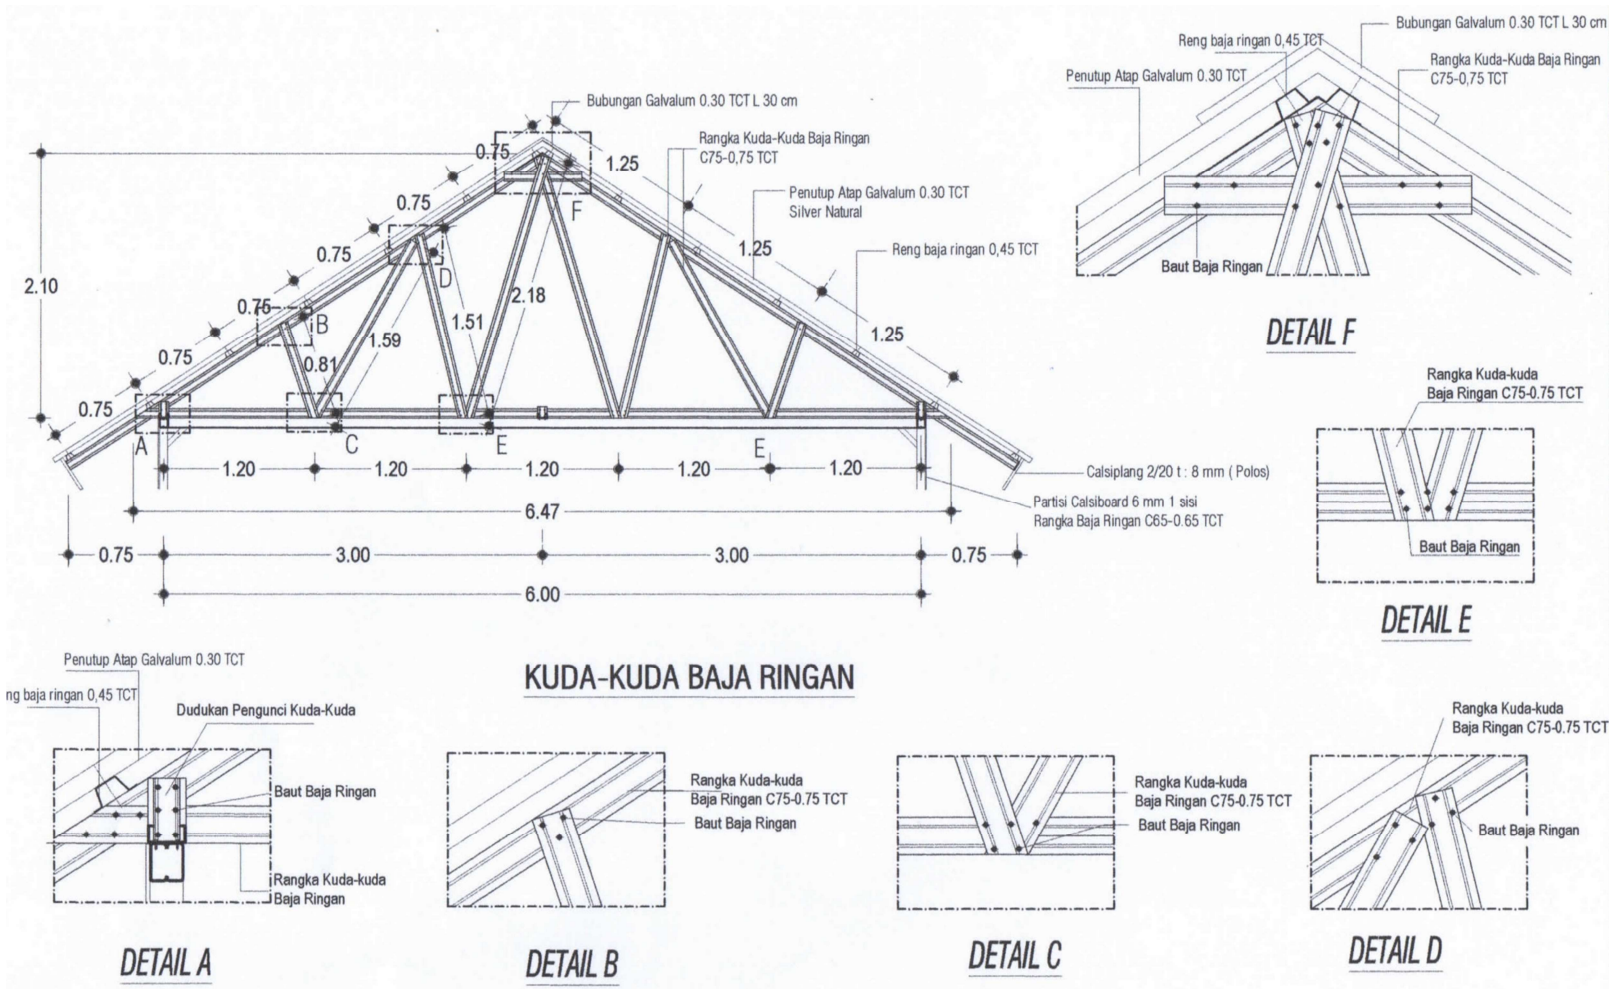 Bubungan Galvalum 0.30 TCT L 30 cm
Rangka Kuda-Kuda Baja Ringan
C75-0,75 TCT
Penutup Atap Galvalum 0.30 TCT
Silver Natural
Reng baja ringan 0,45 TCT
0.75
1.25
0.75
1.25
0.75
1.25
0.75
0.75
0.75
2.10
F
D
B
2.18
1.51
1.59
0.81
A
C
E
E
1.20
1.20
1.20
1.20
1.20
Calsiplang 2/20 t : 8 mm ( Polos)
Partisi Calsiboard 6 mm 1 sisi
Rangka Baja Ringan C65-0.65 TCT
6.47
0.75
3.00
3.00
0.75
6.00
KUDA-KUDA BAJA RINGAN
Bubungan Galvalum 0.30 TCT L 30 cm
Reng baja ringan 0,45 TCT
Rangka Kuda-Kuda Baja Ringan
C75-0,75 TCT
Penutup Atap Galvalum 0.30 TCT
Baut Baja Ringan
DETAIL F
Rangka Kuda-kuda
Baja Ringan C75-0.75 TCT
Baut Baja Ringan
DETAIL E
Penutup Atap Galvalum 0.30 TCT
ng baja ringan 0,45 TCT
Dudukan Pengunci Kuda-Kuda
Baut Baja Ringan
Rangka Kuda-kuda
Baja Ringan
DETAIL A
Rangka Kuda-kuda
Baja Ringan C75-0.75 TCT
Baut Baja Ringan
DETAIL B
Rangka Kuda-kuda
Baja Ringan C75-0.75 TCT
Baut Baja Ringan
DETAIL C
Rangka Kuda-kuda
Baja Ringan C75-0.75 TCT
Baut Baja Ringan
DETAIL D